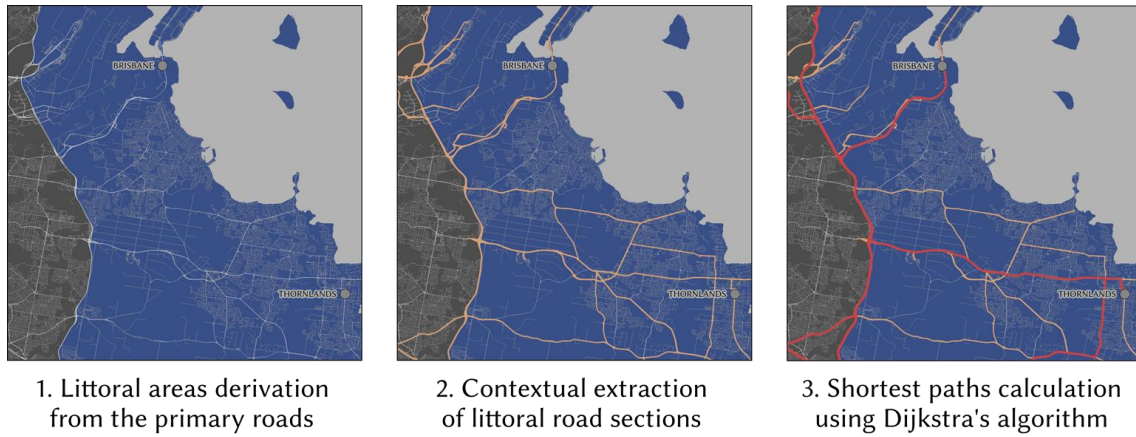 BRISBANE
THORNLANDS
BRISBANE
THORNLANDS
BRISBANE
THORNLANDS
1. Littoral areas derivation
from the primary roads
2. Contextual extraction
of littoral road sections
3. Shortest paths calculation
using Dijkstra's algorithm